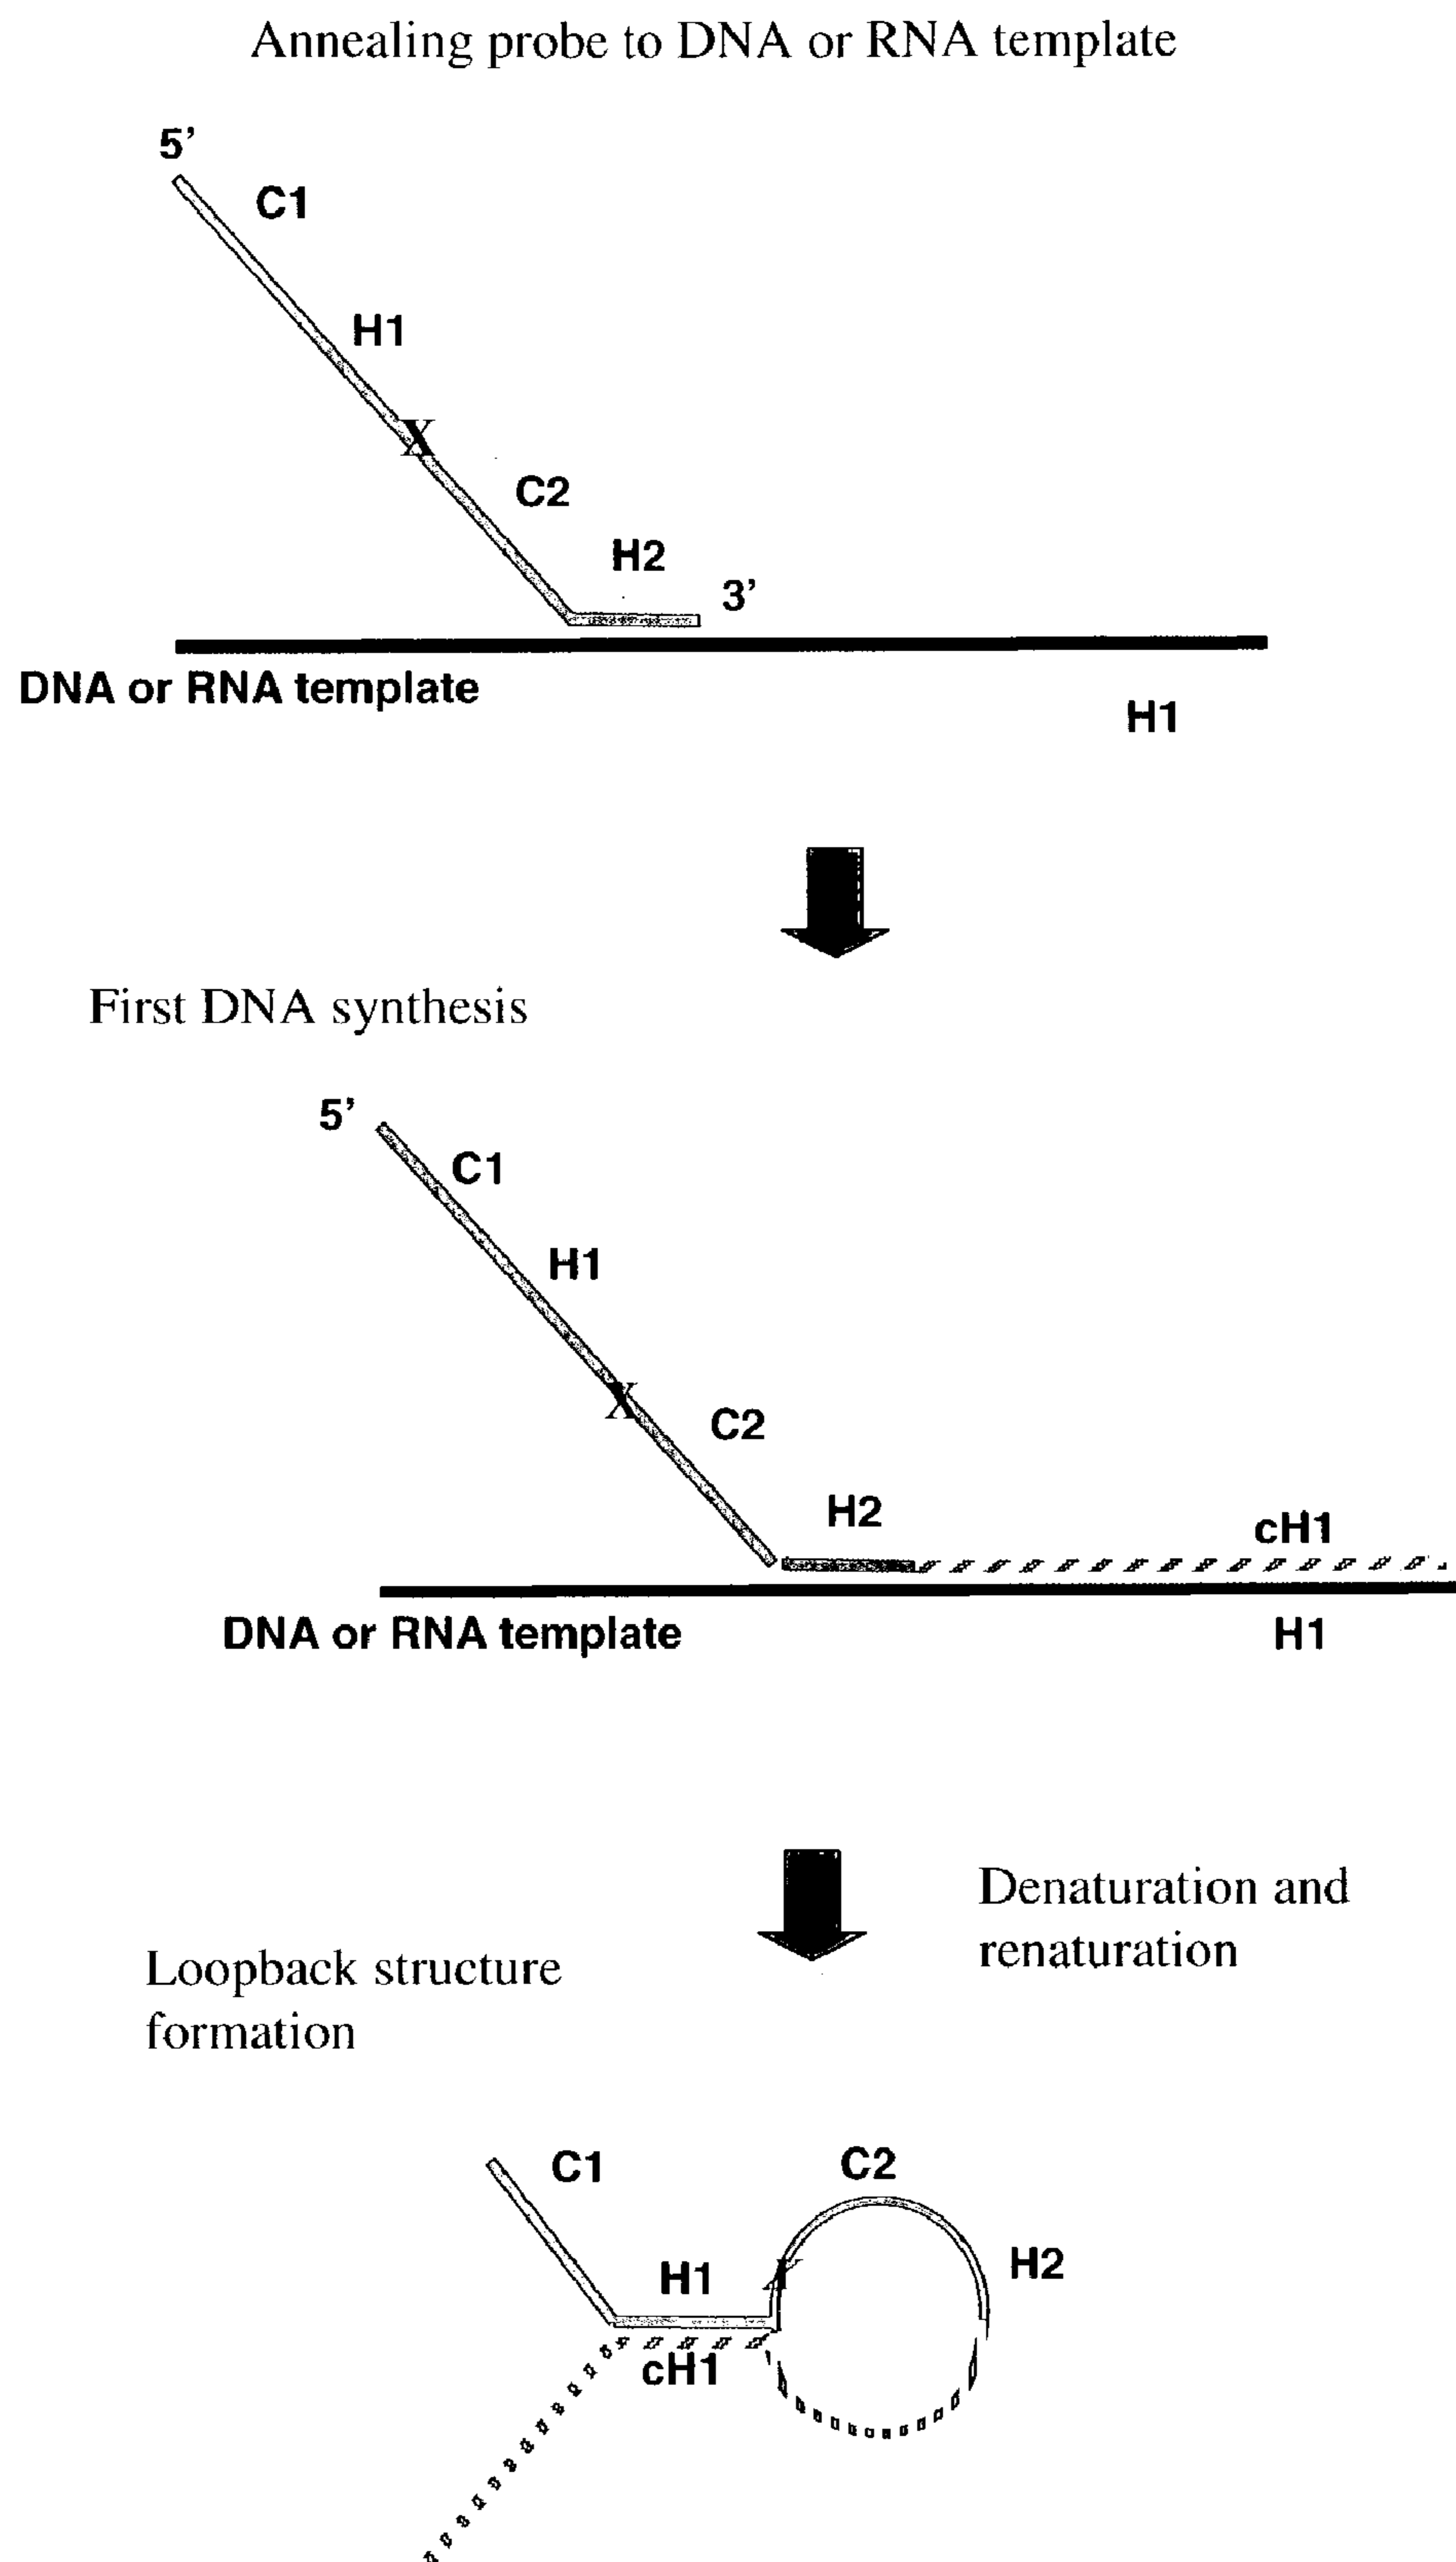 Annealing probe to DNA or RNA template
5’
C1
H1
X
C2
H2
3’
DNA or RNA template
H1
First DNA synthesis
5’
C1
H1
X
C2
H2
cH1
DNA or RNA template
H1
Denaturation and
renaturation
Loopback structure
formation
C1
C2
H1
X
H2
cH1